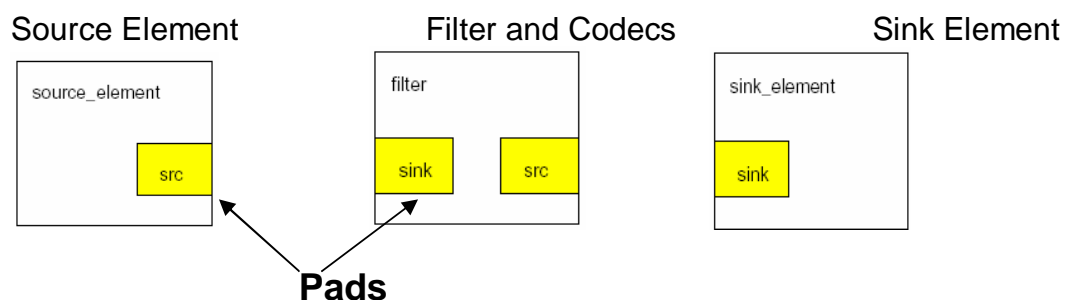 Source Element
Filter and Codecs
Sink Element
source_element
filter
sink_element
src
sink
src
sink
Pads